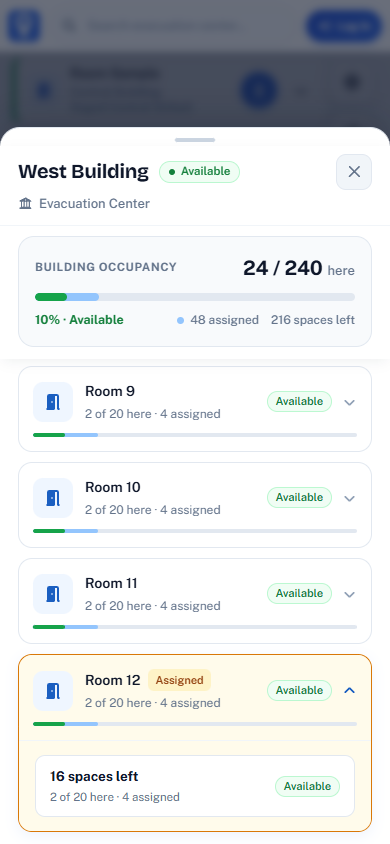 West Building
Available
Evacuation Center
BUILDING OCCUPANCY
24 / 240 here
10% · Available
48 assigned
216 spaces left
Room 9
2 of 20 here · 4 assigned
Available
Room 10
2 of 20 here · 4 assigned
Available
Room 11
2 of 20 here · 4 assigned
Available
Room 12
Assigned
2 of 20 here · 4 assigned
Available
16 spaces left
2 of 20 here · 4 assigned
Available